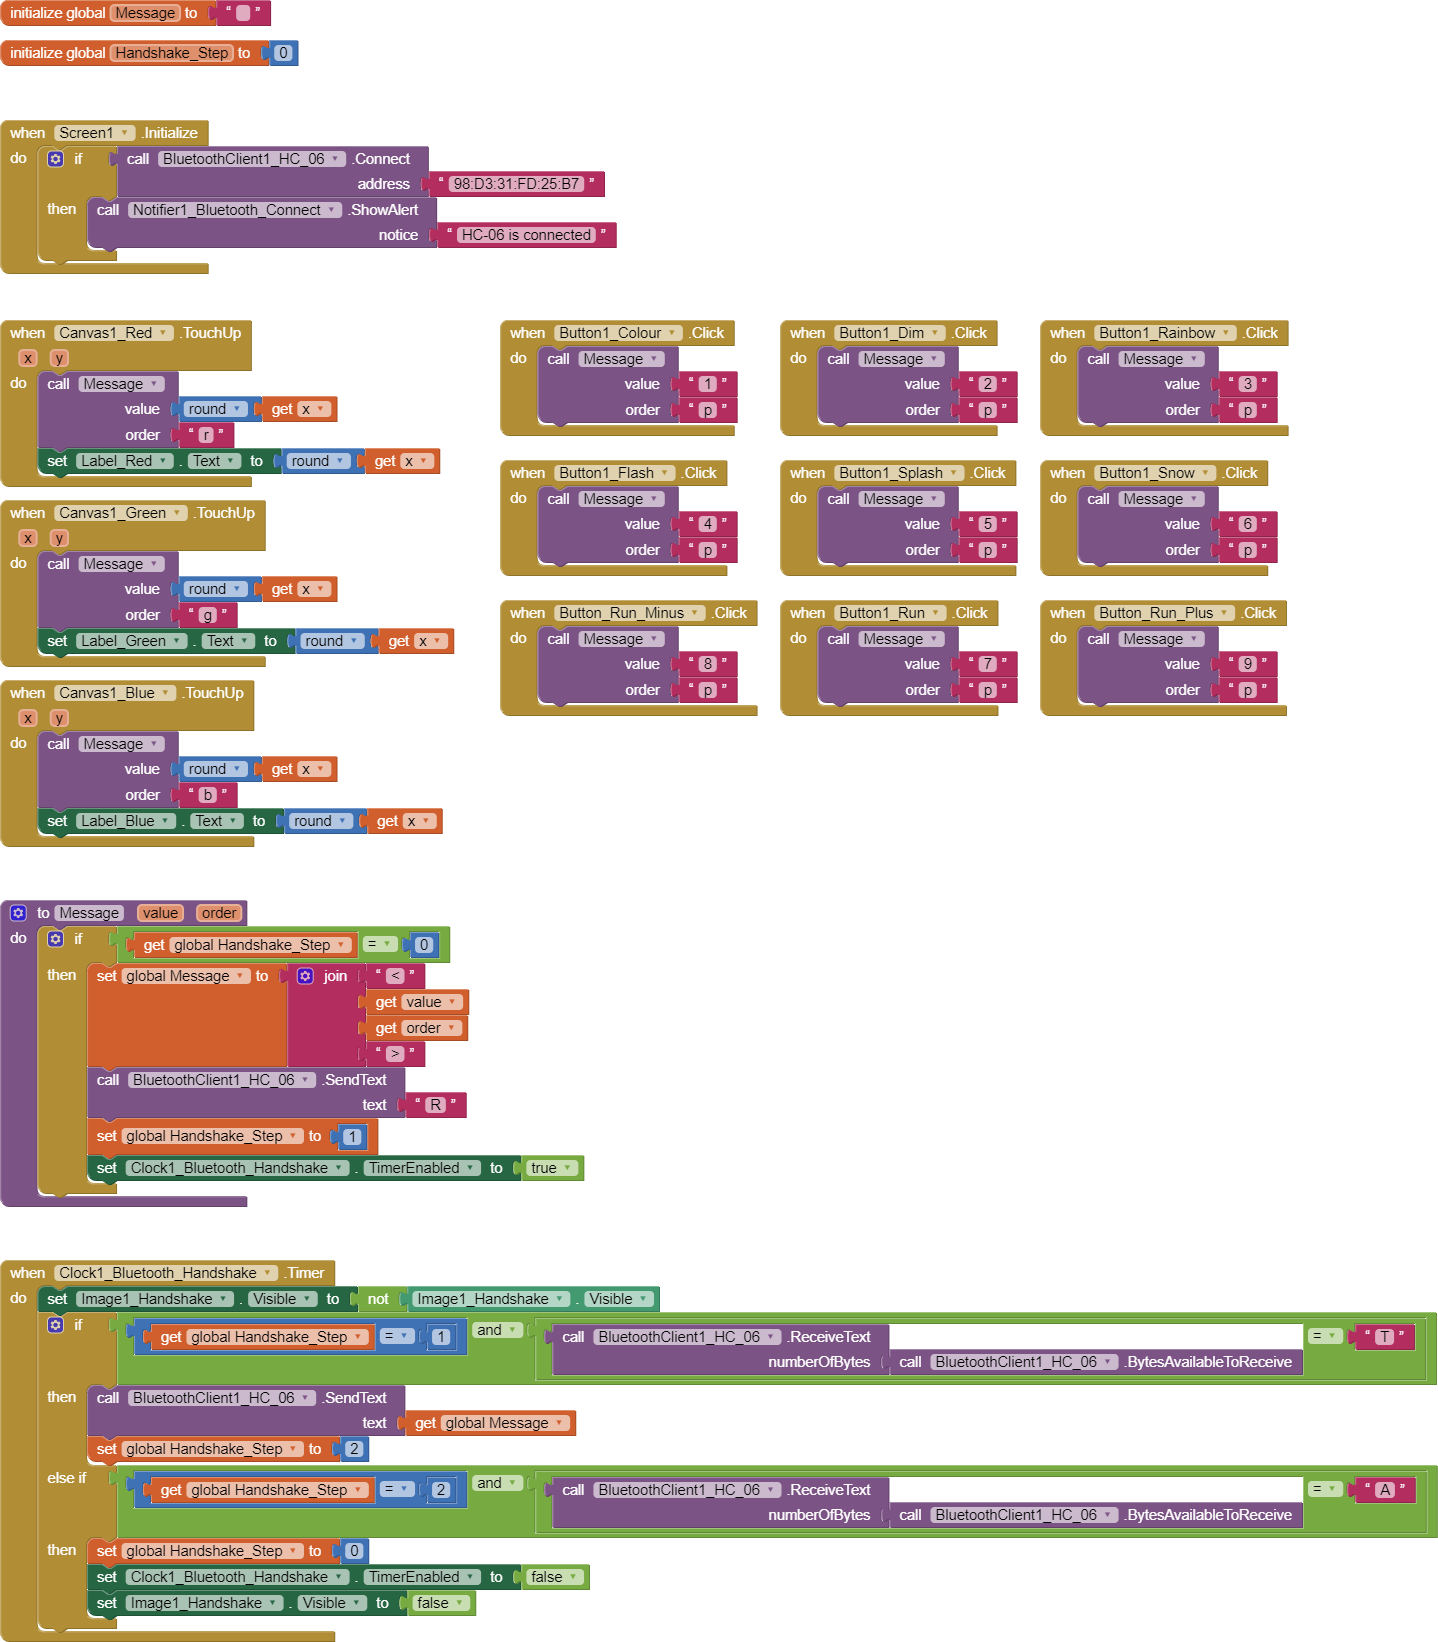 initialize global Message to “ ”
initialize global Handshake_Step to 0
when Screen1 .Initialize
do if call BluetoothClient1_HC_06 .Connect
address “ 98:D3:31:FD:25:B7 ”
then call Notifier1_Bluetooth_Connect .ShowAlert
notice “ HC-06 is connected ”
when Canvas1_Red .TouchUp
x y
do call Message
value round get x
order “ r ”
set Label_Red . Text to round get x
when Canvas1_Green .TouchUp
x y
do call Message
value round get x
order “ g ”
set Label_Green . Text to round get x
when Canvas1_Blue .TouchUp
x y
do call Message
value round get x
order “ b ”
set Label_Blue . Text to round get x
when Button1_Colour .Click
do call Message
value “ 1 ”
order “ p ”
when Button1_Dim .Click
do call Message
value “ 2 ”
order “ p ”
when Button1_Rainbow .Click
do call Message
value “ 3 ”
order “ p ”
when Button1_Flash .Click
do call Message
value “ 4 ”
order “ p ”
when Button1_Splash .Click
do call Message
value “ 5 ”
order “ p ”
when Button1_Snow .Click
do call Message
value “ 6 ”
order “ p ”
when Button_Run_Minus .Click
do call Message
value “ 8 ”
order “ p ”
when Button1_Run .Click
do call Message
value “ 7 ”
order “ p ”
when Button_Run_Plus .Click
do call Message
value “ 9 ”
order “ p ”
to Message value order
do if get global Handshake_Step = 0
then set global Message to join “ < ”
get value
get order
“ > ”
call BluetoothClient1_HC_06 .SendText
text “ R ”
set global Handshake_Step to 1
set Clock1_Bluetooth_Handshake . TimerEnabled to true
when Clock1_Bluetooth_Handshake .Timer
do set Image1_Handshake . Visible to not Image1_Handshake . Visible
if get global Handshake_Step = 1 and call BluetoothClient1_HC_06 .ReceiveText = “ T ”
numberOfBytes call BluetoothClient1_HC_06 .BytesAvailableToReceive
then call BluetoothClient1_HC_06 .SendText
text get global Message
set global Handshake_Step to 2
else if get global Handshake_Step = 2 and call BluetoothClient1_HC_06 .ReceiveText = “ A ”
numberOfBytes call BluetoothClient1_HC_06 .BytesAvailableToReceive
then set global Handshake_Step to 0
set Clock1_Bluetooth_Handshake . TimerEnabled to false
set Image1_Handshake . Visible to false